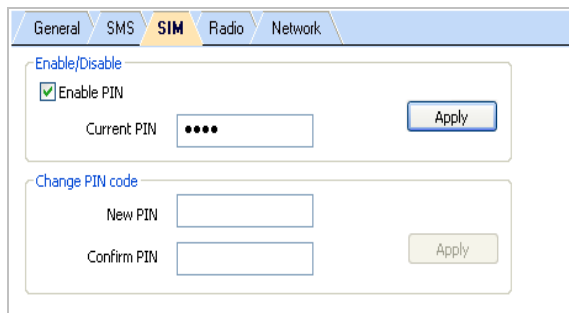 General SMS SIM Radio Network
Enable/Disable
Enable PIN
Current PIN ••••
Apply
Change PIN code
New PIN
Confirm PIN
Apply